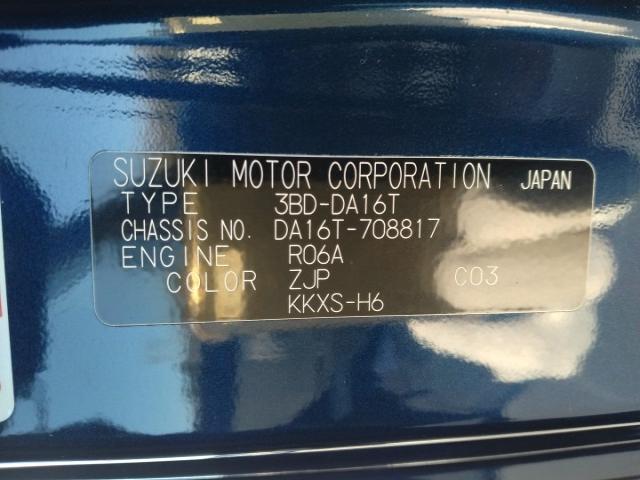 SUZUKI MOTOR CORPORATION JAPAN
TYPE 3BD-DA16T
CHASSIS NO. DA16T-708817
ENGINE R06A
COLOR ZJP C03
KKXS-H6